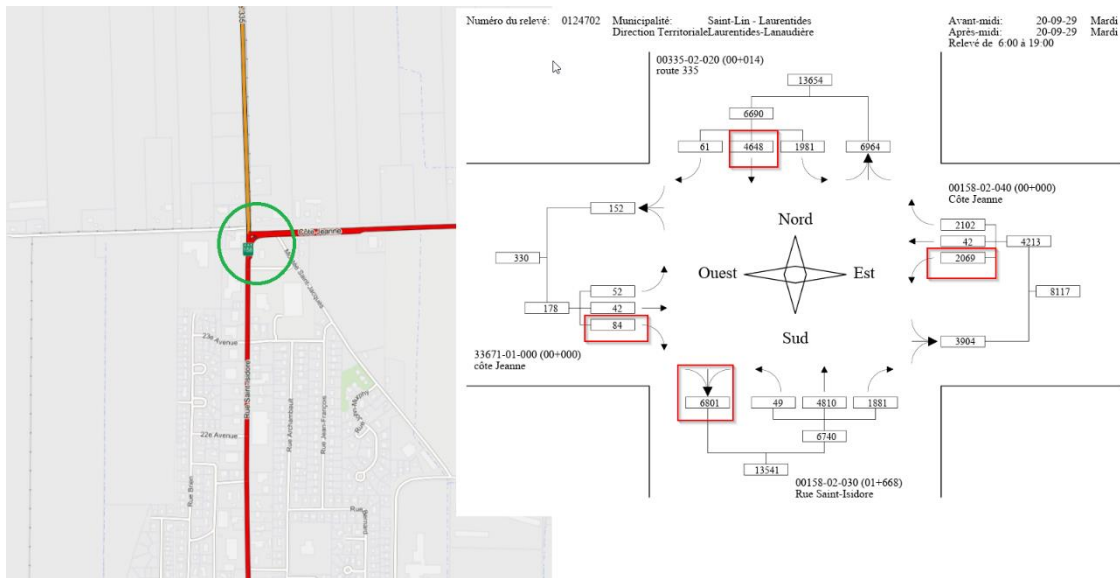 335
Côte Jeanne
Montée Saint-Jacques
23e Avenue
Rue Saint-Isidore
Rue Archambault
Rue Jean-François
22e Avenue
Rue Brien
Rue Bernard
Numéro du relevé: 0124702 Municipalité: Saint-Lin - Laurentides Avant-midi: 20-09-29 Mardi
Direction TerritorialeLaurentides-Lanaudière Après-midi: 20-09-29 Mardi
Relevé de 6:00 à 19:00
00335-02-020 (00+014)
route 335
13654
6690
61 4648 1981 6964
00158-02-040 (00+000)
Côte Jeanne
152
Nord
2102
42 4213
2069
330
Ouest Est
52
8117
178 42
84
Sud
3904
33671-01-000 (00+000)
côte Jeanne
6801 49 4810 1881
6740
13541
00158-02-030 (01+668)
Rue Saint-Isidore